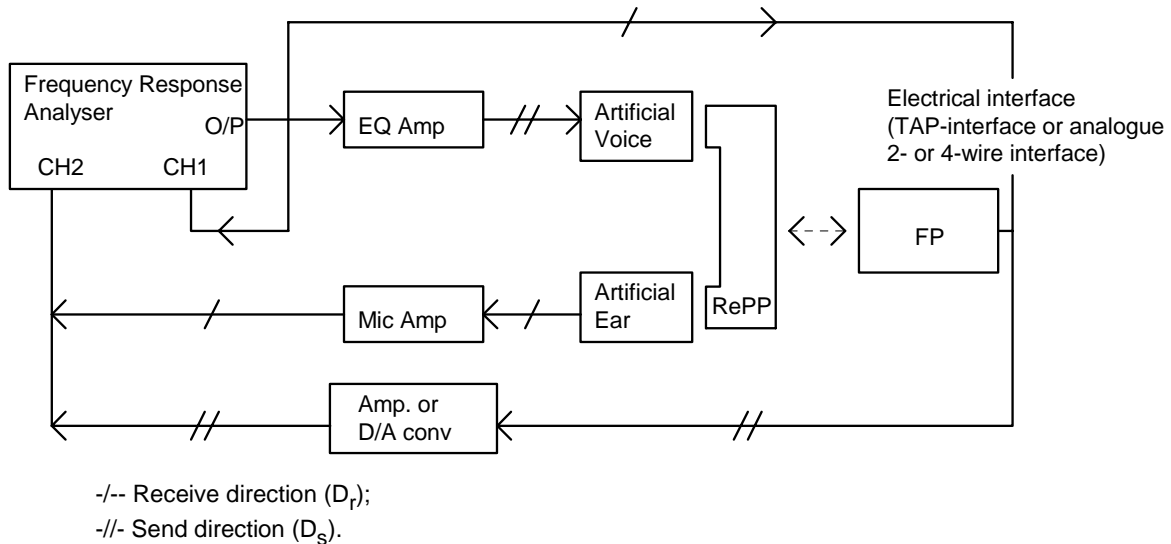 Frequency Response
Analyser
O/P
CH2
CH1
EQ Amp
Artificial
Voice
Electrical interface
(TAP-interface or analogue
2- or 4-wire interface)
FP
Mic Amp
Artificial
Ear
RePP
Amp. or
D/A conv
-/-- Receive direction (Dr);
-//- Send direction (Ds).